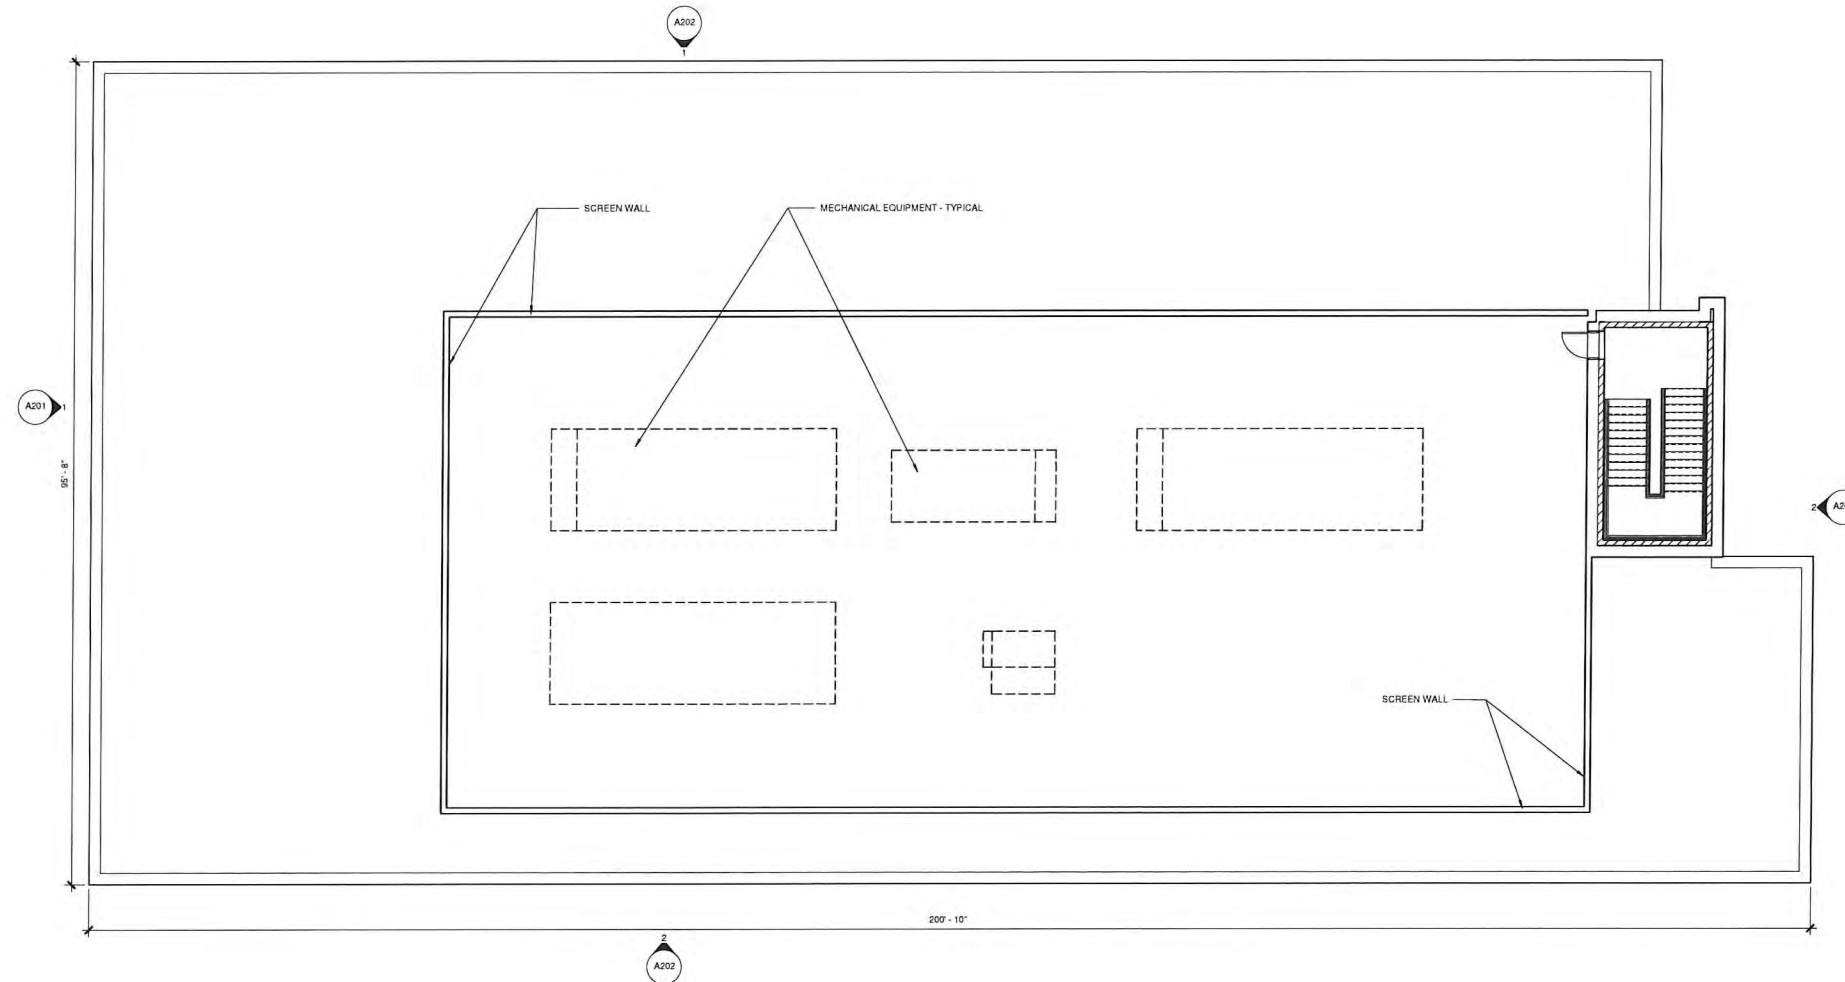 A202
1
SCREEN WALL
MECHANICAL EQUIPMENT - TYPICAL
A201
1
95' - 8"
2
SCREEN WALL
200' - 10"
2
A202